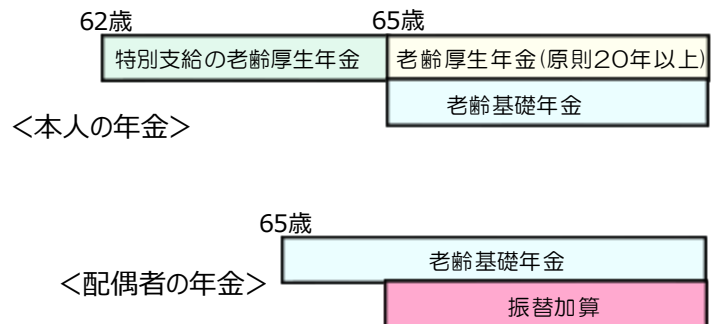 62歳
65歳
特別支給の老齢厚生年金
老齢厚生年金(原則20年以上)
老齢基礎年金
＜本人の年金＞
65歳
老齢基礎年金
＜配偶者の年金＞
振替加算